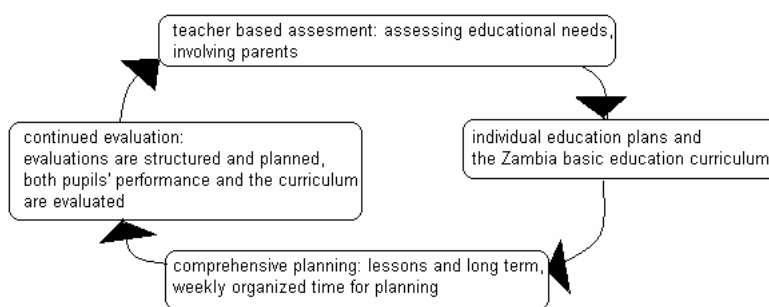 teacher based assesment: assessing educational needs,
involving parents
individual education plans and
the Zambia basic education curriculum
comprehensive planning: lessons and long term,
weekly organized time for planning
continued evaluation:
evaluations are structured and planned,
both pupils' performance and the curriculum
are evaluated